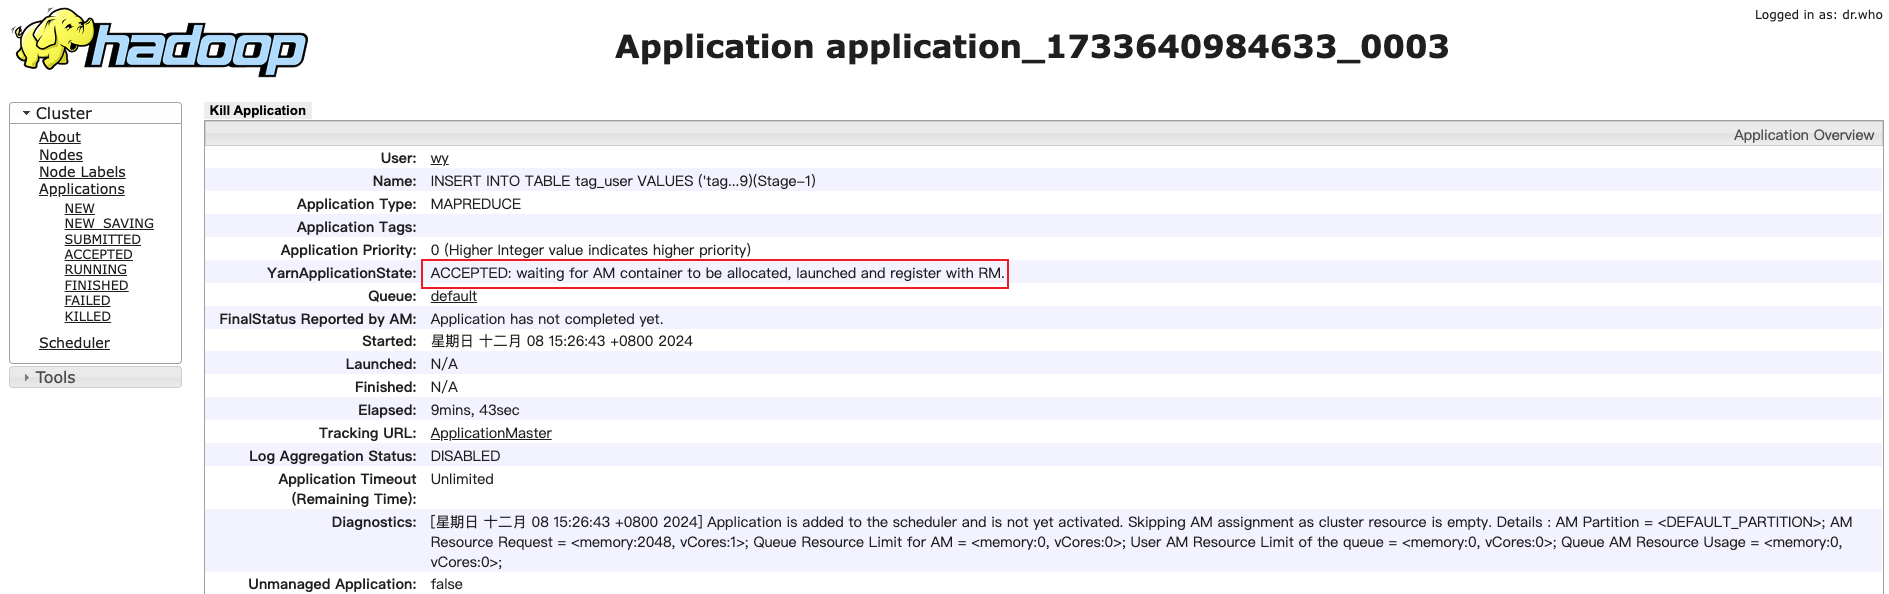 Logged in as: dr.who
hadoop
Application application_1733640984633_0003
Cluster
About
Nodes
Node Labels
Applications
NEW
NEW_SAVING
SUBMITTED
ACCEPTED
RUNNING
FINISHED
FAILED
KILLED
Scheduler
Tools
Kill Application
Application Overview
User: wy
Name: INSERT INTO TABLE tag_user VALUES ('tag...9)(Stage-1)
Application Type: MAPREDUCE
Application Tags:
Application Priority: 0 (Higher Integer value indicates higher priority)
YarnApplicationState: ACCEPTED: waiting for AM container to be allocated, launched and register with RM.
Queue: default
FinalStatus Reported by AM: Application has not completed yet.
Started: 星期日 十二月 08 15:26:43 +0800 2024
Launched: N/A
Finished: N/A
Elapsed: 9mins, 43sec
Tracking URL: ApplicationMaster
Log Aggregation Status: DISABLED
Application Timeout Unlimited
(Remaining Time):
Diagnostics: [星期日 十二月 08 15:26:43 +0800 2024] Application is added to the scheduler and is not yet activated. Skipping AM assignment as cluster resource is empty. Details : AM Partition = <DEFAULT_PARTITION>; AM
Resource Request = <memory:2048, vCores:1>; Queue Resource Limit for AM = <memory:0, vCores:0>; User AM Resource Limit of the queue = <memory:0, vCores:0>; Queue AM Resource Usage = <memory:0,
vCores:0>;
Unmanaged Application: false